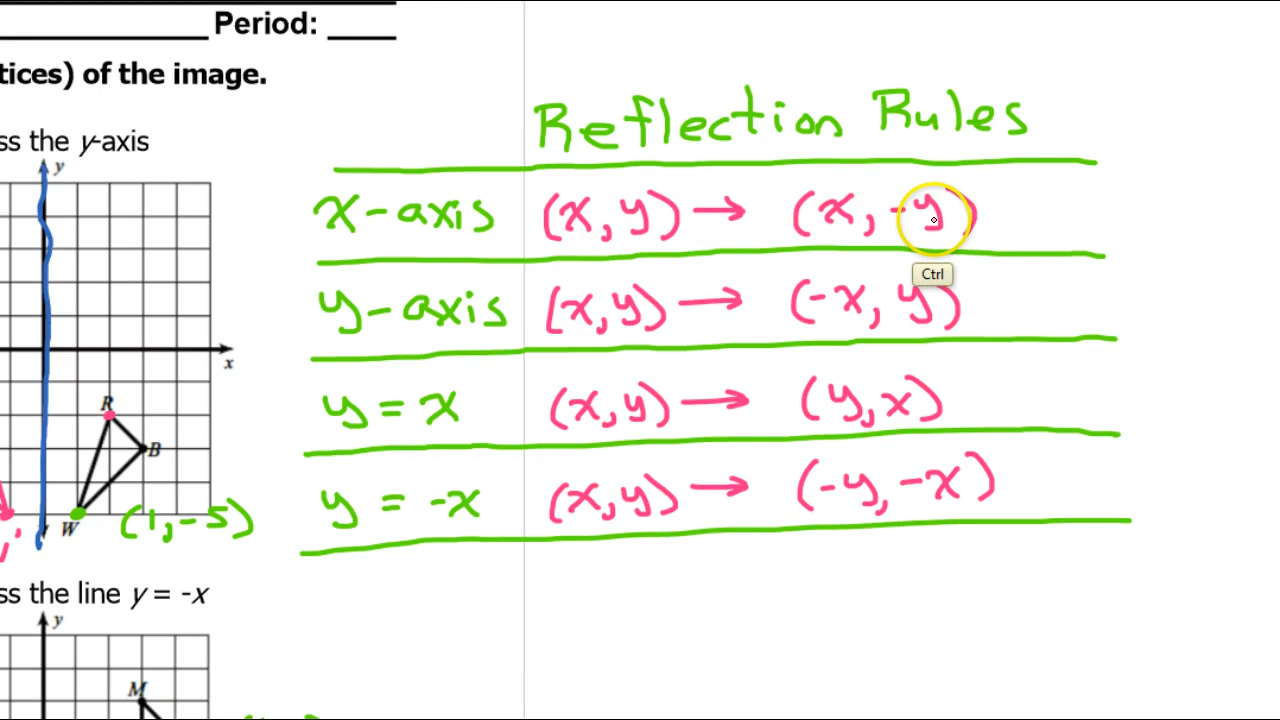 Period:
tices) of the image.
Reflection Rules
ss the y-axis
y
x-axis (x, y) → (x, -y)
Ctrl
y-axis (x, y) → (-x, y)
x
y = x (x, y) → (y, x)
R
B
y = -x (x, y) → (-y, -x)
W (1, -5)
ss the line y = -x
y
M